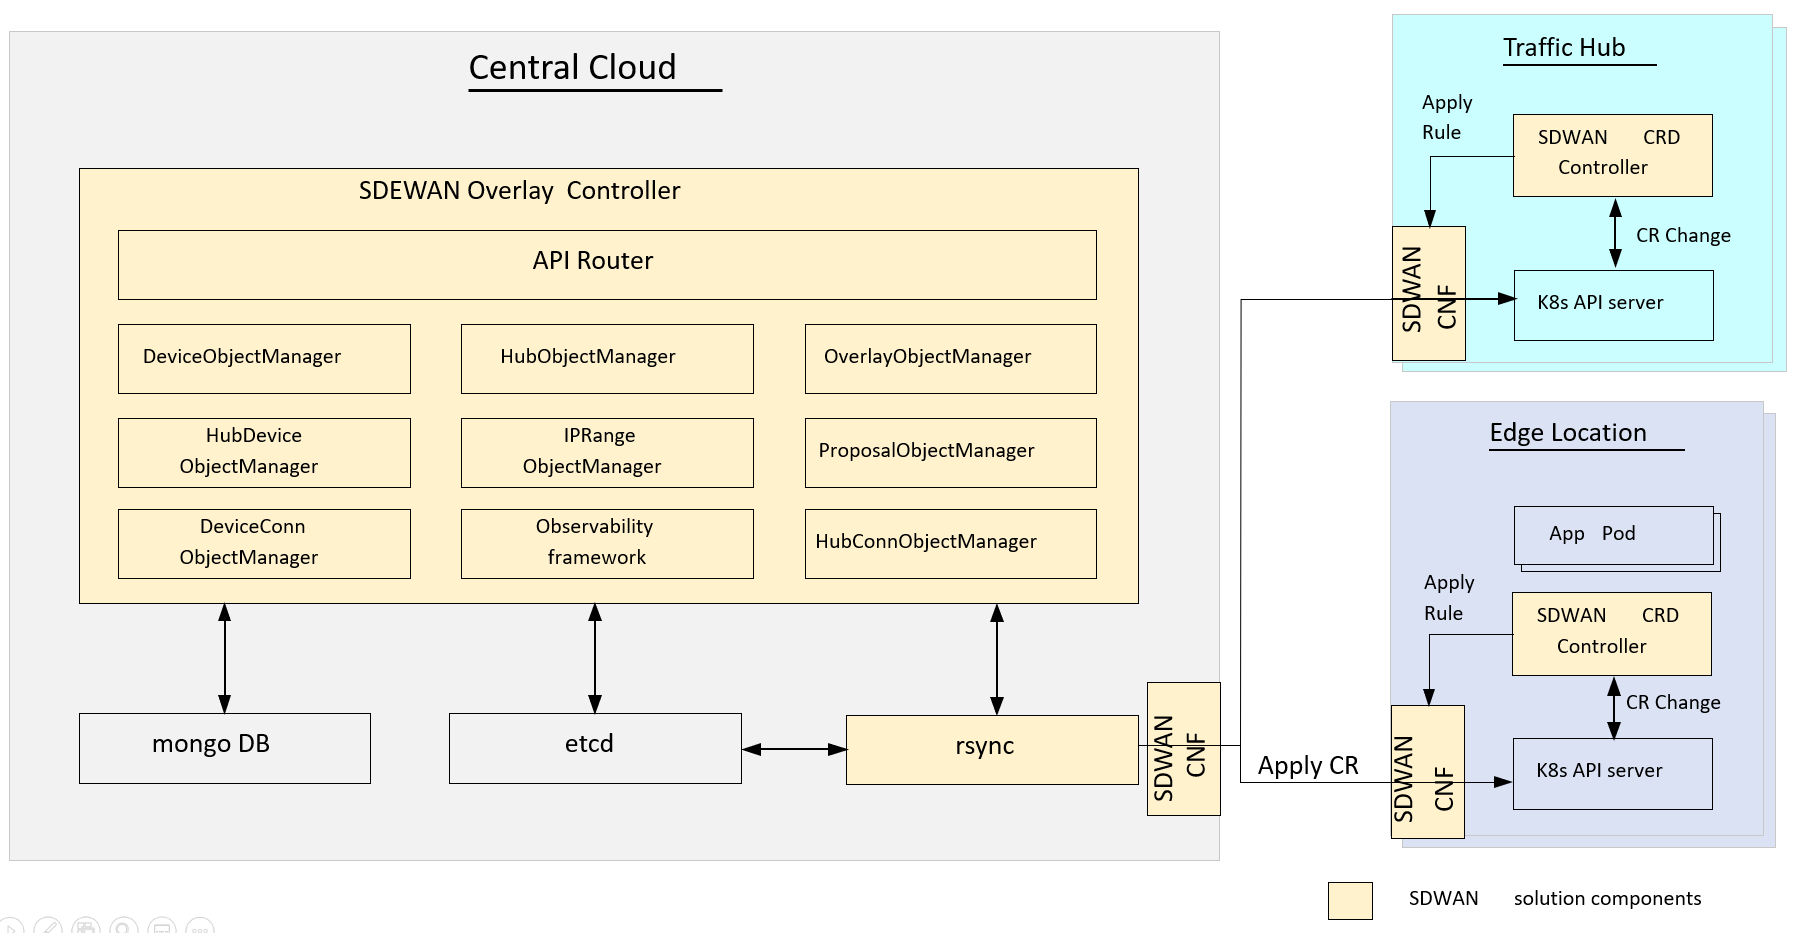 Central Cloud
SDEWAN Overlay Controller
API Router
DeviceObjectManager
HubObjectManager
OverlayObjectManager
HubDevice
ObjectManager
IPRange
ObjectManager
ProposalObjectManager
DeviceConn
ObjectManager
Observability
framework
HubConnObjectManager
mongo DB
etcd
rsync
SDWAN
CNF
Apply CR
Traffic Hub
Apply
Rule
SDWAN CRD
Controller
CR Change
SDWAN
CNF
K8s API server
Edge Location
App Pod
Apply
Rule
SDWAN CRD
Controller
CR Change
SDWAN
CNF
K8s API server
SDWAN solution components